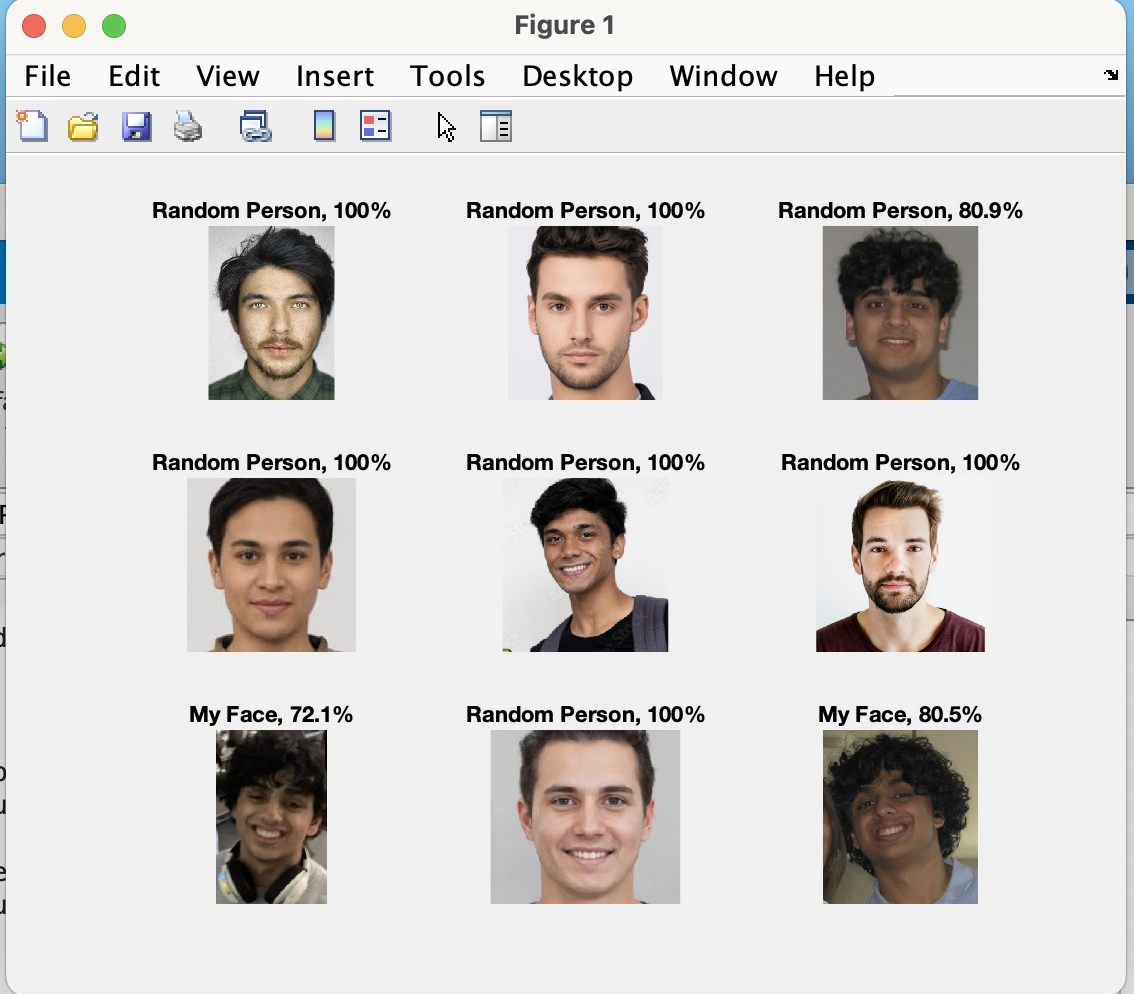 Figure 1
File Edit View Insert Tools Desktop Window Help
Random Person, 100% Random Person, 100% Random Person, 80.9%
Random Person, 100% Random Person, 100% Random Person, 100%
My Face, 72.1% Random Person, 100% My Face, 80.5%